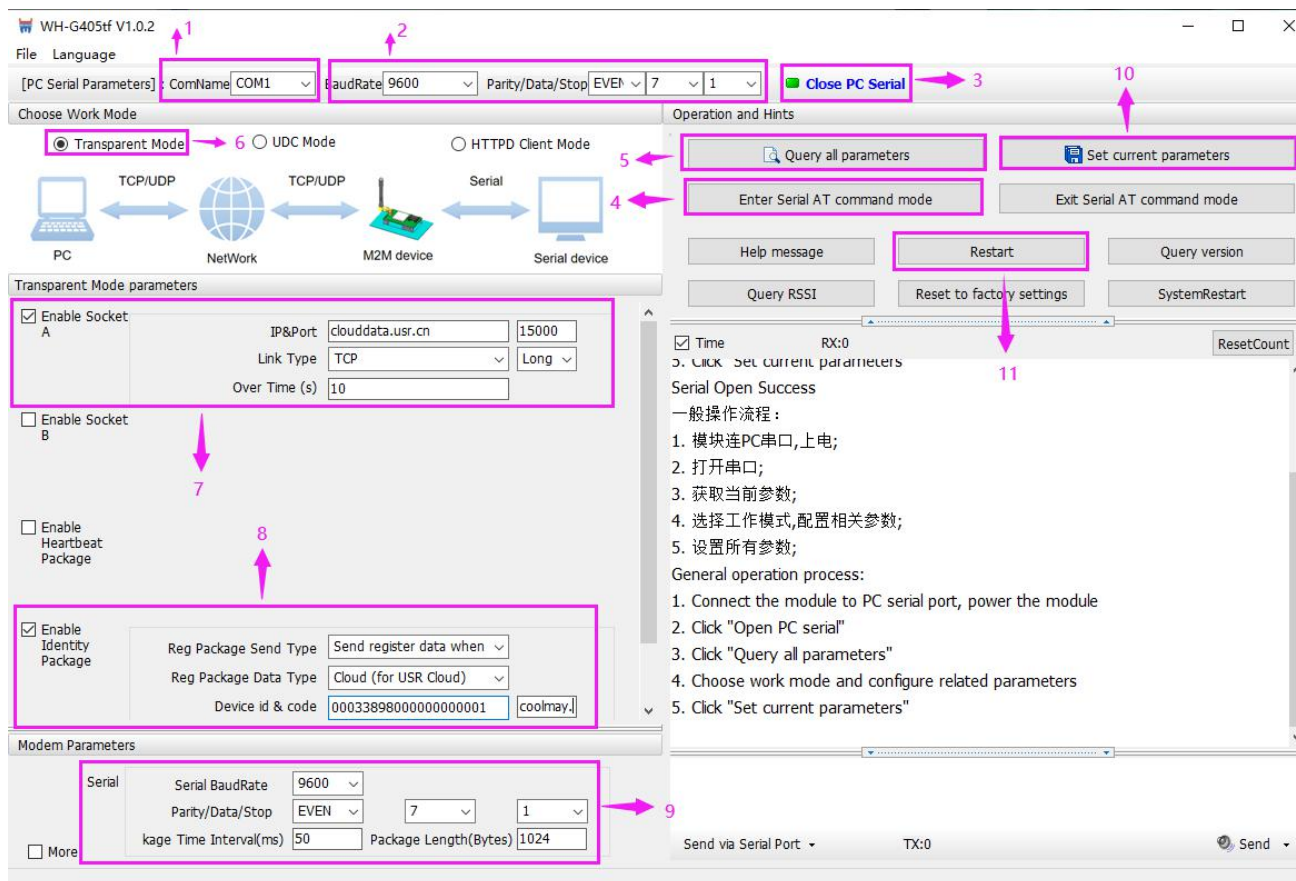 WH-G405tf V1.0.2
1
2
File Language
[PC Serial Parameters] : ComName COM1 BaudRate 9600 Parity/Data/Stop EVEN 7 1 Close PC Serial 3
10
Choose Work Mode
Transparent Mode 6 UDC Mode HTTPD Client Mode
TCP/UDP TCP/UDP Serial
PC NetWork M2M device Serial device
Operation and Hints
5 Query all parameters Set current parameters
4 Enter Serial AT command mode Exit Serial AT command mode
Help message Restart Query version
Query RSSI Reset to factory settings SystemRestart
Transparent Mode parameters
Enable Socket
A
IP&Port clouddata.usr.cn 15000
Link Type TCP Long
Over Time (s) 10
Enable Socket
B
7
Enable
Heartbeat
Package
8
Enable
Identity
Package
Reg Package Send Type Send register data when
Reg Package Data Type Cloud (for USR Cloud)
Device id & code 00033898000000000001 coolmay.
Time RX:0 ResetCount
5. Click "Set current parameters
11
Serial Open Success
一般操作流程：
1. 模块连PC串口,上电;
2. 打开串口;
3. 获取当前参数;
4. 选择工作模式,配置相关参数;
5. 设置所有参数;
General operation process:
1. Connect the module to PC serial port, power the module
2. Click "Open PC serial"
3. Click "Query all parameters"
4. Choose work mode and configure related parameters
5. Click "Set current parameters"
Modem Parameters
Serial
Serial BaudRate 9600
Parity/Data/Stop EVEN 7 1
kage Time Interval(ms) 50 Package Length(Bytes) 1024
9
More
Send via Serial Port TX:0 Send